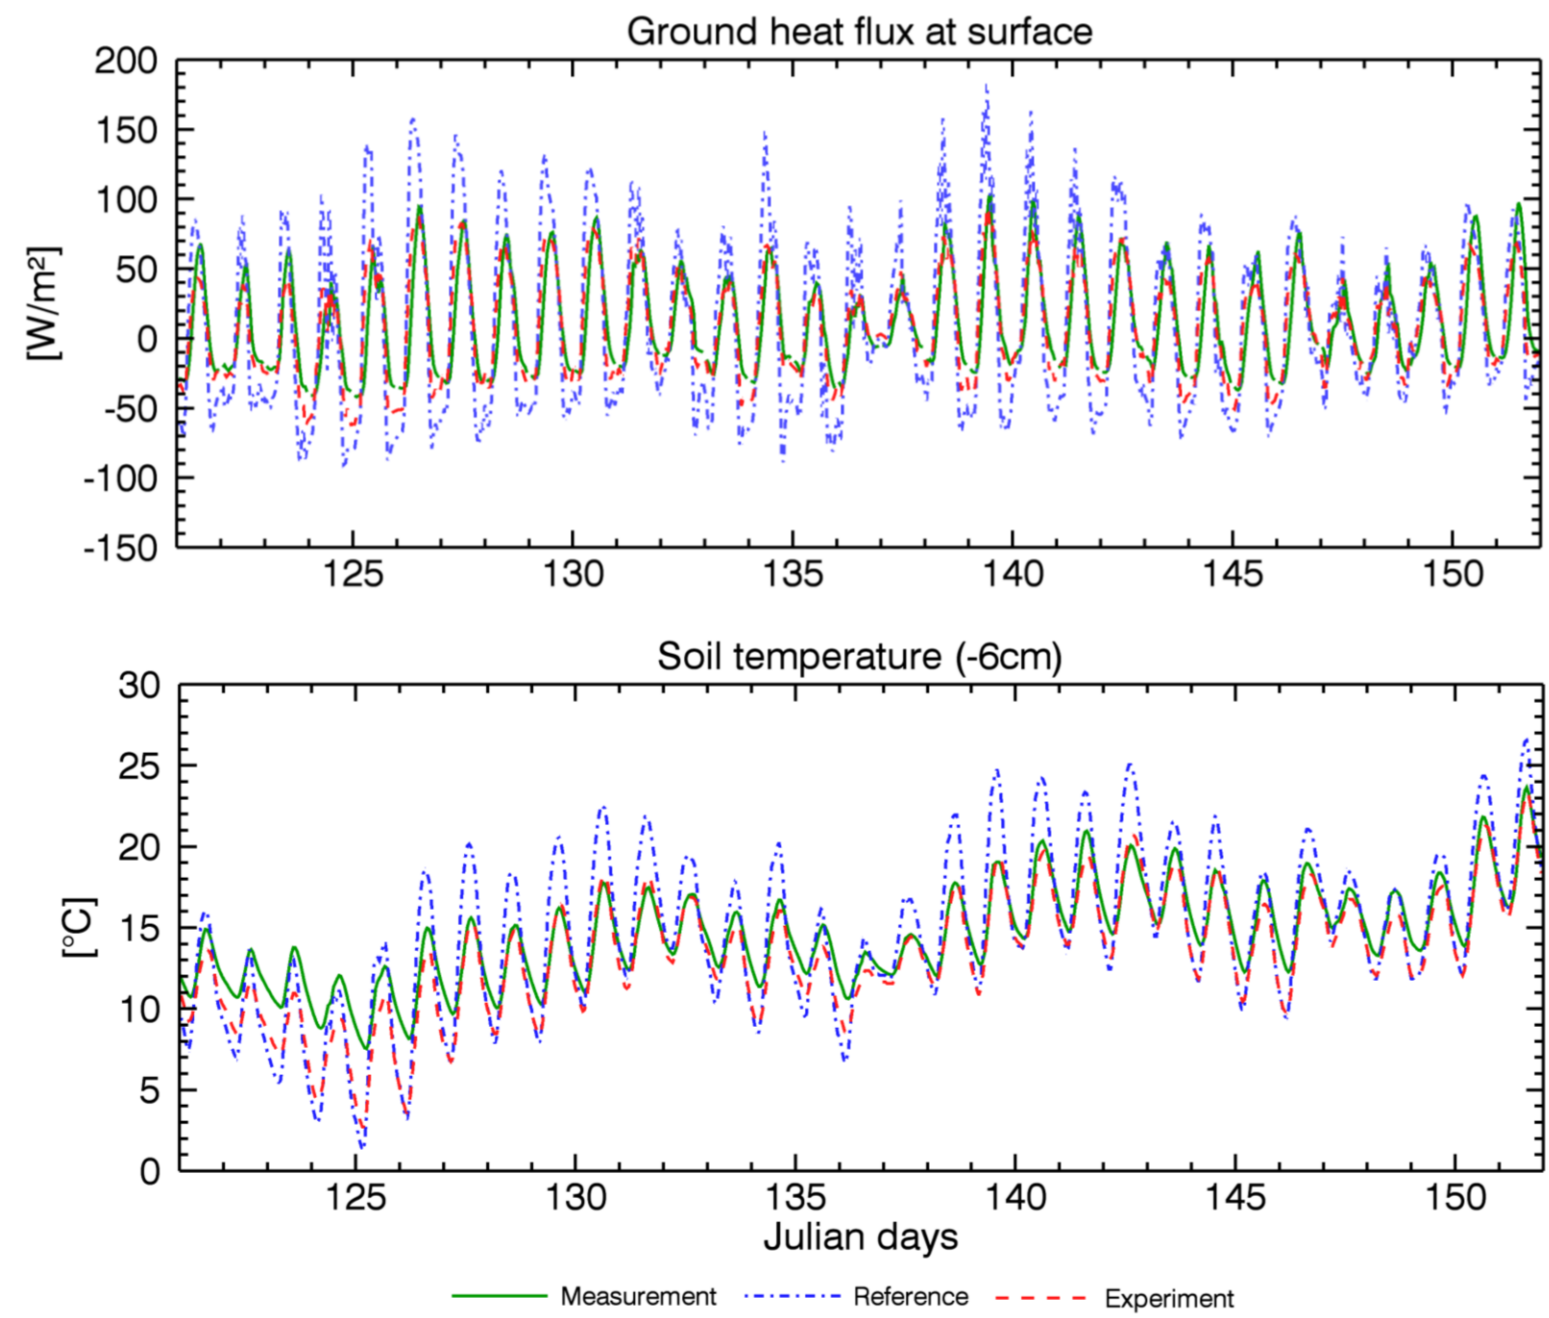 Ground heat flux at surface
200
150
100
50
0
-50
-100
-150
[W/m²]
125 130 135 140 145 150
Soil temperature (-6cm)
30
25
20
15
10
5
0
[°C]
125 130 135 140 145 150
Julian days
Measurement Reference Experiment